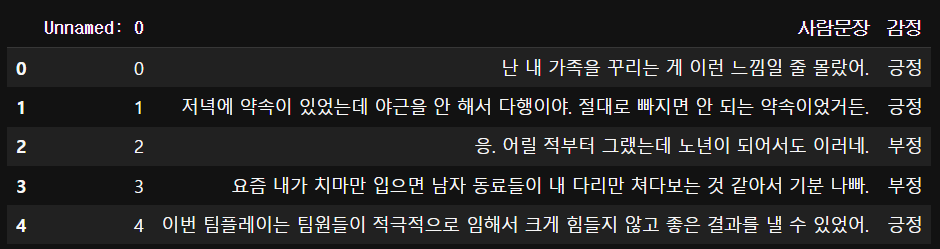 Unnamed: 0 사람문장 감정
0 0 난 내 가족을 꾸리는 게 이런 느낌일 줄 몰랐어. 긍정
1 1 저녁에 약속이 있었는데 야근을 안 해서 다행이야. 절대로 빠지면 안 되는 약속이었거든. 긍정
2 2 응. 어릴 적부터 그랬는데 노년이 되어서도 이러네. 부정
3 3 요즘 내가 치마만 입으면 남자 동료들이 내 다리만 쳐다보는 것 같아서 기분 나빠. 부정
4 4 이번 팀플레이는 팀원들이 적극적으로 임해서 크게 힘들지 않고 좋은 결과를 낼 수 있었어. 긍정